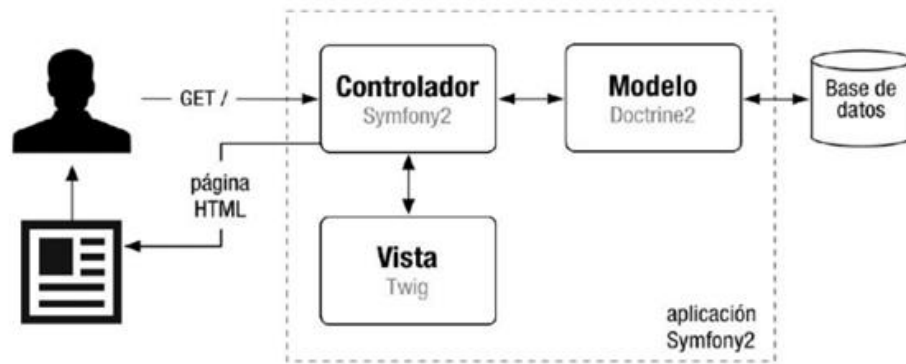 GET /
Controlador
Symfony2
Modelo
Doctrine2
Base de
datos
página
HTML
Vista
Twig
aplicación
Symfony2